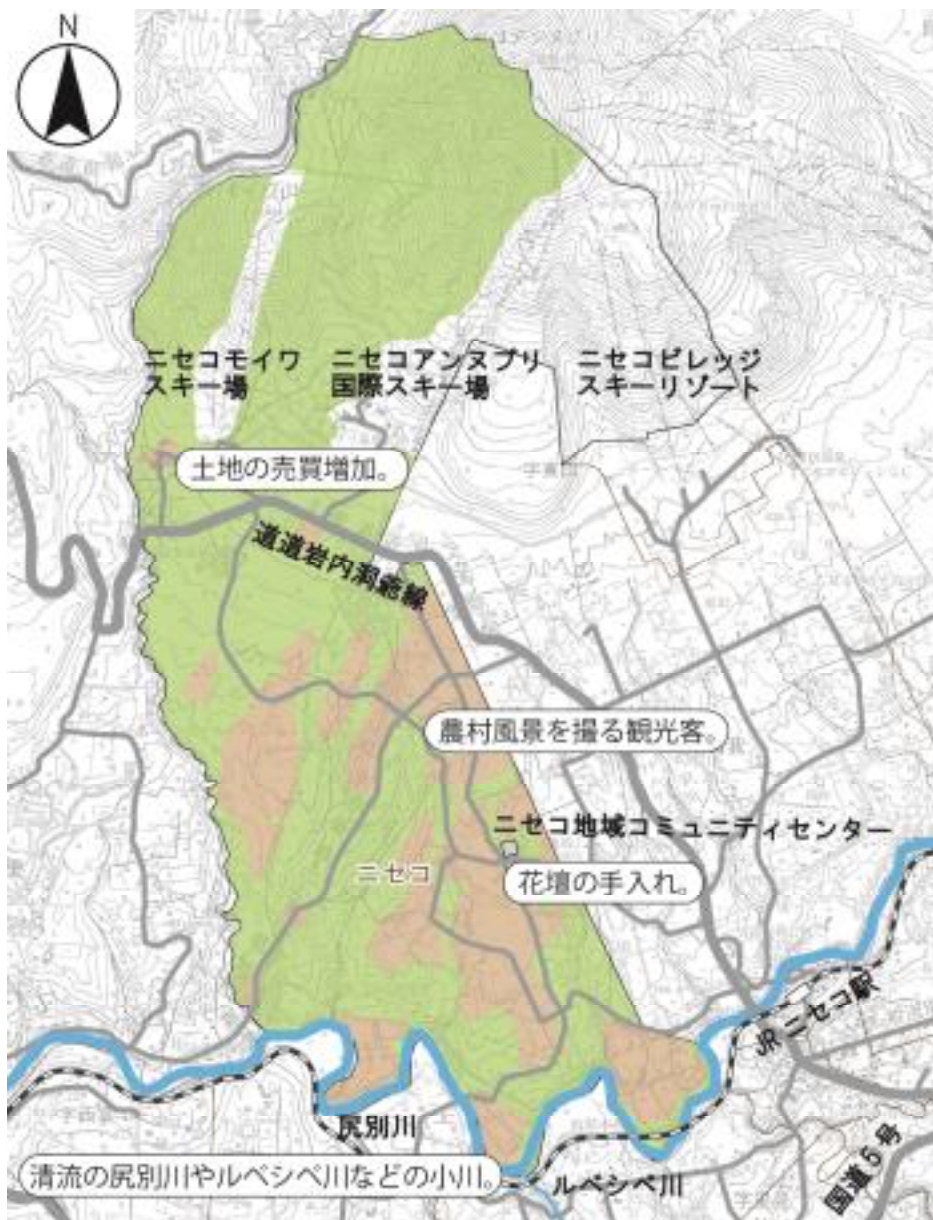 N
ニセコモイワ
スキー場
ニセコアンヌプリ
国際スキー場
ニセコビレッジ
スキーリゾート
土地の売買増加。
道道岩内洞爺線
農村風景を撮る観光客。
ニセコ地域コミュニティセンター
花壇の手入れ。
ニセコ
JRニセコ駅
尻別川
国道5号
清流の尻別川やルベシベ川などの小川。
ルベシベ川